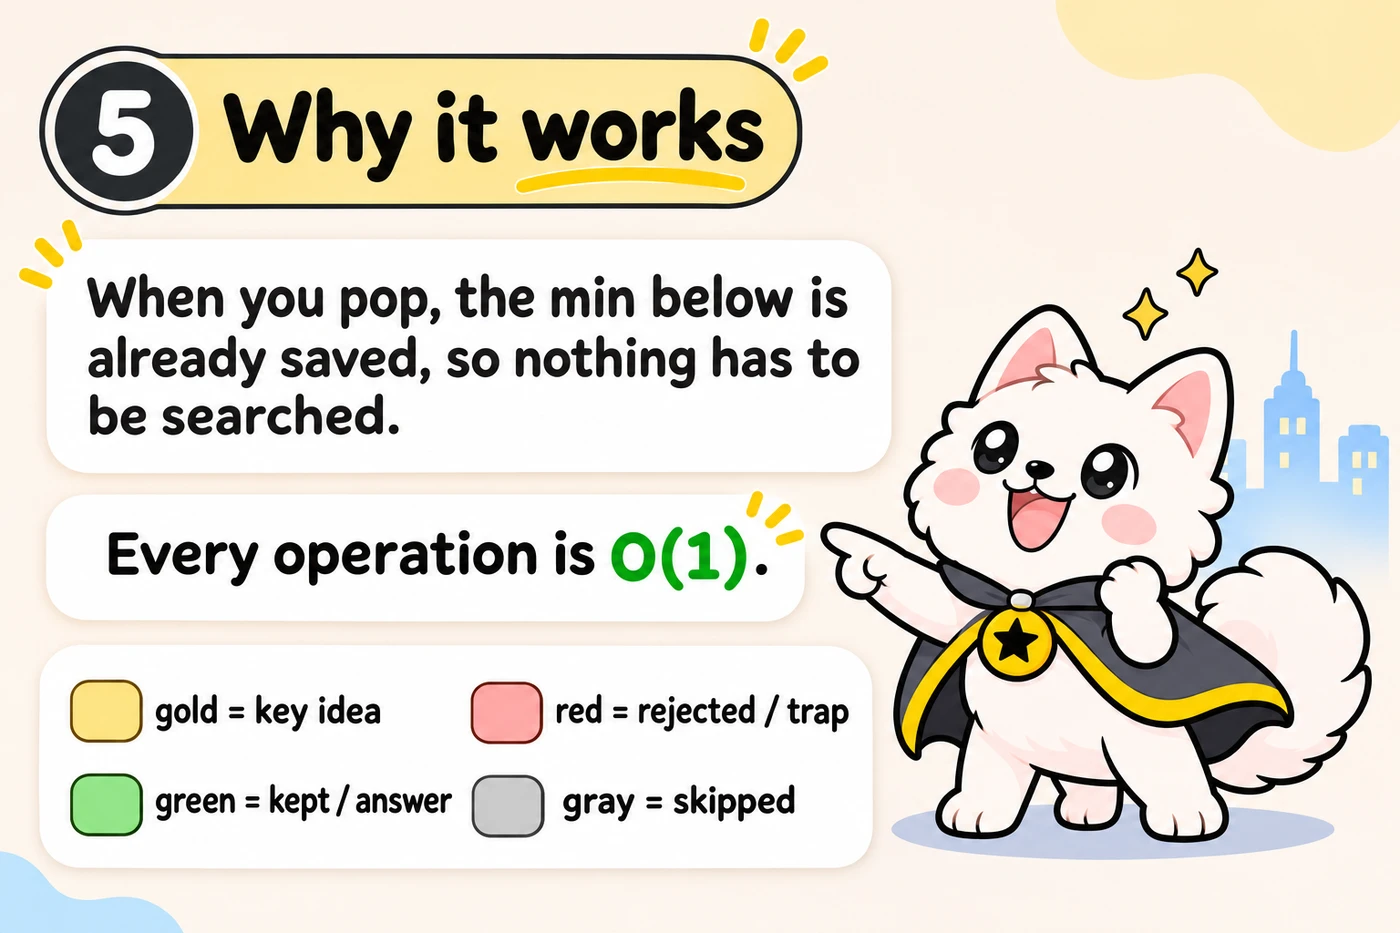 5 Why it works
When you pop, the min below is
already saved, so nothing has to
be searched.
Every operation is O(1).
gold = key idea
red = rejected / trap
green = kept / answer
gray = skipped